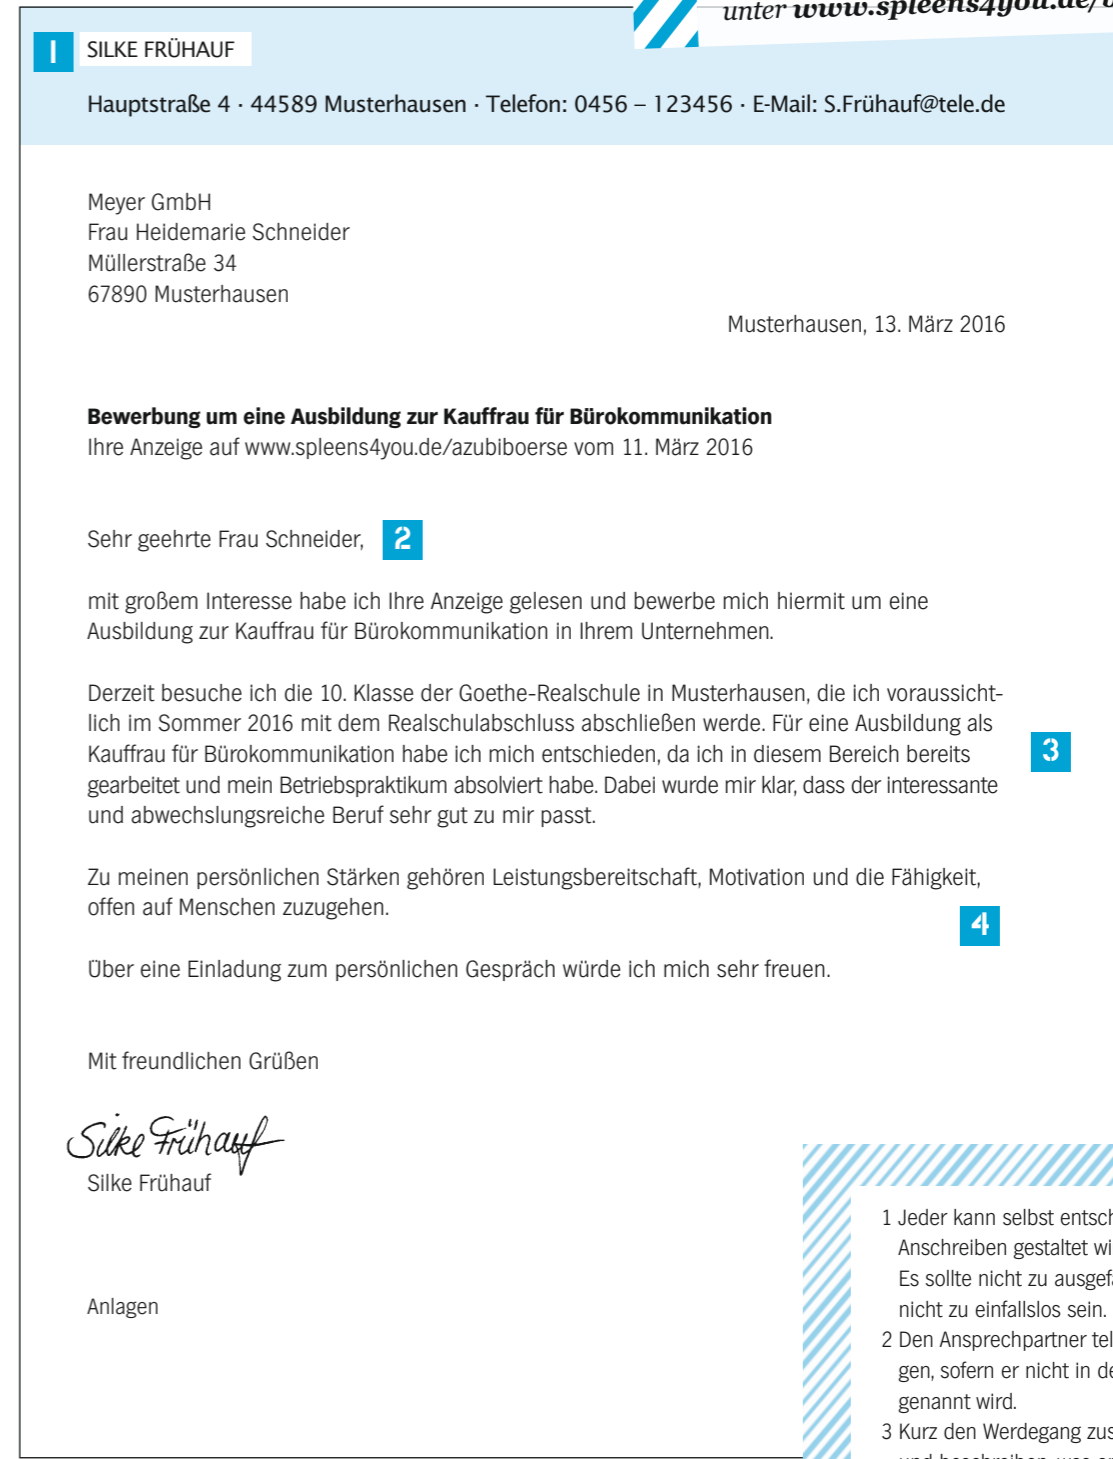 unter www.spleens4you.de/
1
SILKE FRÜHAUF
Hauptstraße 4 · 44589 Musterhausen · Telefon: 0456 – 123456 · E-Mail: S.Frühauf@tele.de
Meyer GmbH
Frau Heidemarie Schneider
Müllerstraße 34
67890 Musterhausen
Musterhausen, 13. März 2016
Bewerbung um eine Ausbildung zur Kauffrau für Bürokommunikation
Ihre Anzeige auf www.spleens4you.de/azubiboerse vom 11. März 2016
Sehr geehrte Frau Schneider, 2
mit großem Interesse habe ich Ihre Anzeige gelesen und bewerbe mich hiermit um eine
Ausbildung zur Kauffrau für Bürokommunikation in Ihrem Unternehmen.
Derzeit besuche ich die 10. Klasse der Goethe-Realschule in Musterhausen, die ich voraussicht-
lich im Sommer 2016 mit dem Realschulabschluss abschließen werde. Für eine Ausbildung als
Kauffrau für Bürokommunikation habe ich mich entschieden, da ich in diesem Bereich bereits
3
gearbeitet und mein Betriebspraktikum absolviert habe. Dabei wurde mir klar, dass der interessante
und abwechslungsreiche Beruf sehr gut zu mir passt.
Zu meinen persönlichen Stärken gehören Leistungsbereitschaft, Motivation und die Fähigkeit,
offen auf Menschen zuzugehen.
4
Über eine Einladung zum persönlichen Gespräch würde ich mich sehr freuen.
Mit freundlichen Grüßen
Silke Frühauf
Silke Frühauf
Anlagen
1 Jeder kann selbst entsch
Anschreiben gestaltet wi
Es sollte nicht zu ausgef
nicht zu einfallslos sein.
2 Den Ansprechpartner tel
gen, sofern er nicht in de
genannt wird.
3 Kurz den Werdegang zus